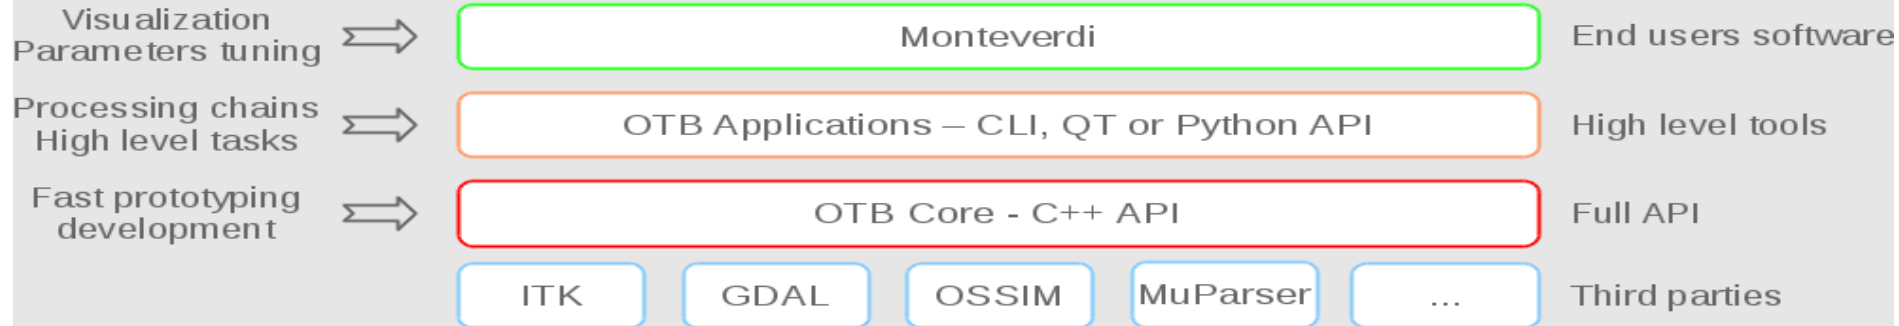 Visualization
Parameters tuning
Monteverdi
End users software
Processing chains
High level tasks
OTB Applications – CLI, QT or Python API
High level tools
Fast prototyping
development
OTB Core - C++ API
Full API
ITK
GDAL
OSSIM
MuParser
...
Third parties